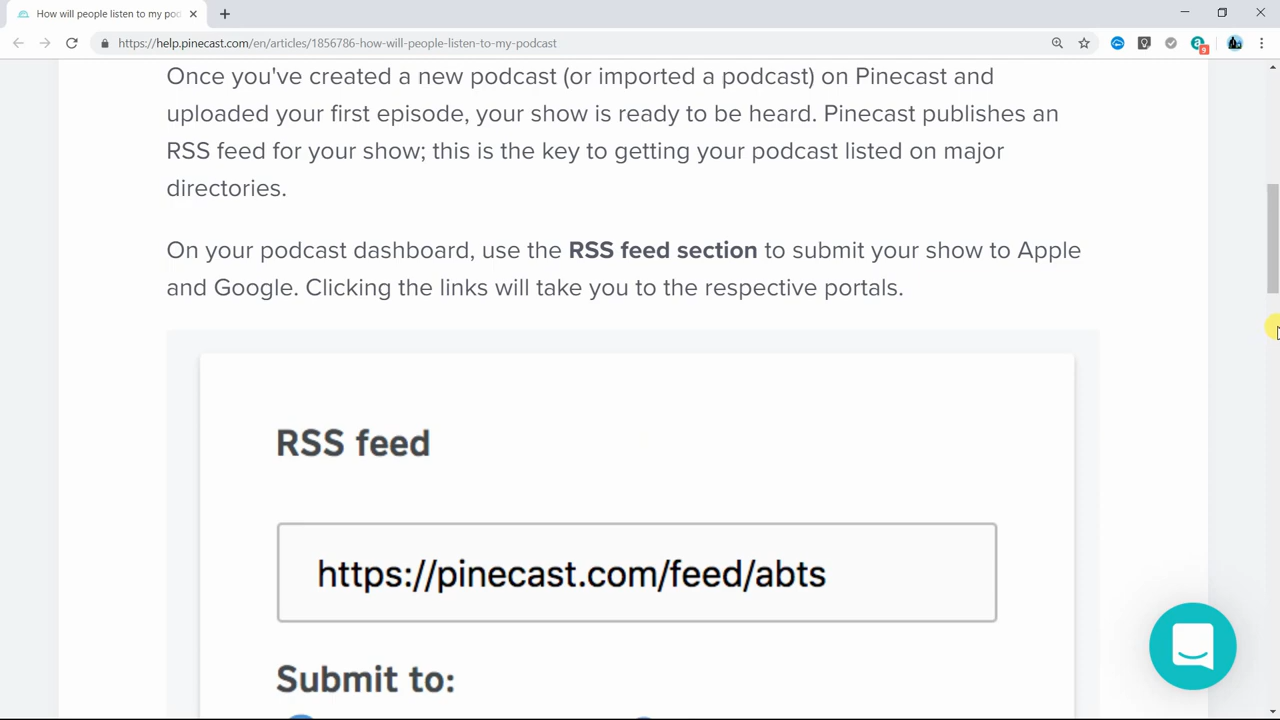 How will people listen to my pod
https://help.pinecast.com/en/articles/1856786-how-will-people-listen-to-my-podcast
9
Once you've created a new podcast (or imported a podcast) on Pinecast and
uploaded your first episode, your show is ready to be heard. Pinecast publishes an
RSS feed for your show; this is the key to getting your podcast listed on major
directories.
On your podcast dashboard, use the RSS feed section to submit your show to Apple
and Google. Clicking the links will take you to the respective portals.
RSS feed
https://pinecast.com/feed/abts
Submit to: